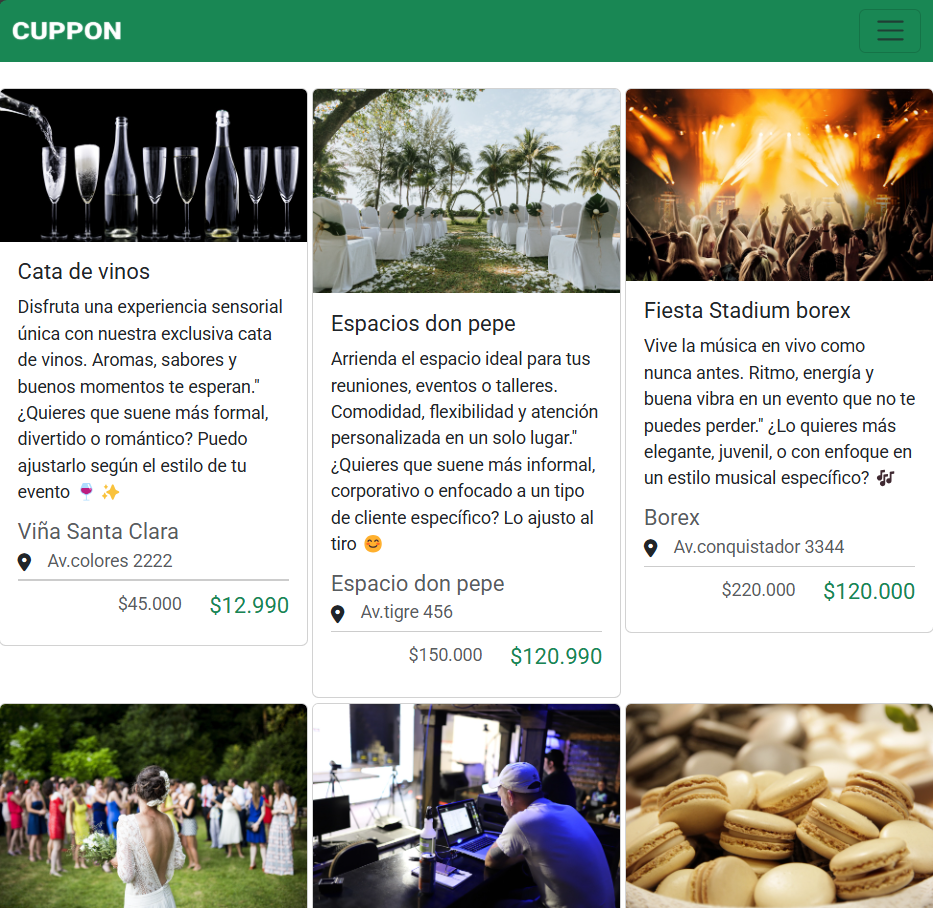 CUPPON
Cata de vinos
Disfruta una experiencia sensorial
única con nuestra exclusiva cata
de vinos. Aromas, sabores y
buenos momentos te esperan."
¿Quieres que suene más formal,
divertido o romántico? Puedo
ajustarlo según el estilo de tu
evento 🍷 ✨
Viña Santa Clara
Av.colores 2222
$45.000 $12.990
Espacios don pepe
Arrienda el espacio ideal para tus
reuniones, eventos o talleres.
Comodidad, flexibilidad y atención
personalizada en un solo lugar."
¿Quieres que suene más informal,
corporativo o enfocado a un tipo
de cliente específico? Lo ajusto al
tiro 😊
Espacio don pepe
Av.tigre 456
$150.000 $120.990
Fiesta Stadium borex
Vive la música en vivo como
nunca antes. Ritmo, energía y
buena vibra en un evento que no te
puedes perder." ¿Lo quieres más
elegante, juvenil, o con enfoque en
un estilo musical específico? 🎶
Borex
Av.conquistador 3344
$220.000 $120.000